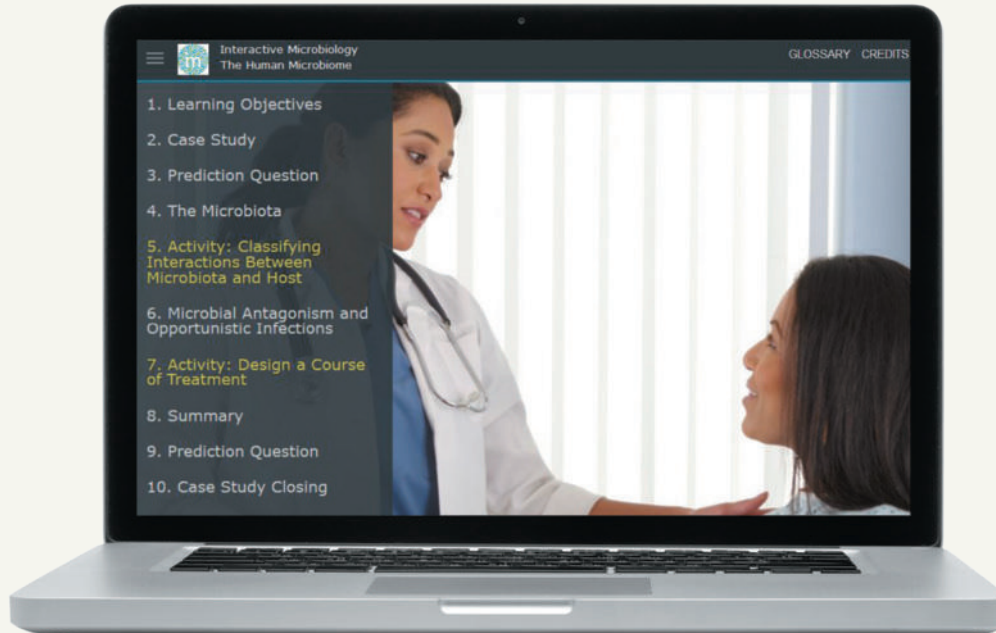 Interactive Microbiology
The Human Microbiome
GLOSSARY CREDITS
m
1. Learning Objectives
2. Case Study
3. Prediction Question
4. The Microbiota
5. Activity: Classifying
Interactions Between
Microbiota and Host
6. Microbial Antagonism and
Opportunistic Infections
7. Activity: Design a Course
of Treatment
8. Summary
9. Prediction Question
10. Case Study Closing